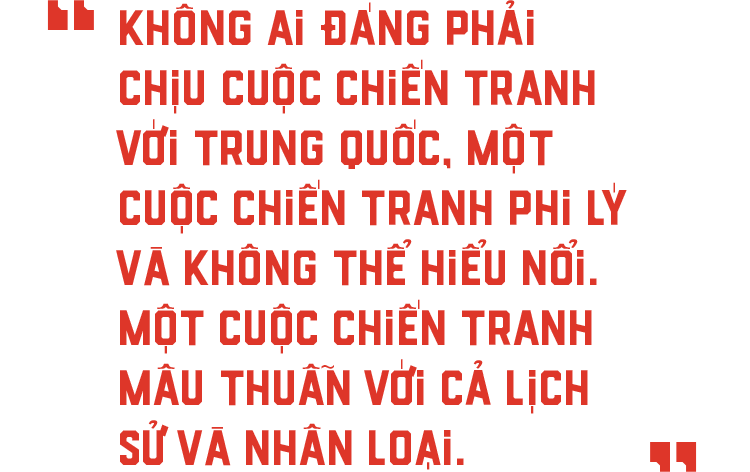 “ KHÔNG Ai ĐÁNG PHẢi
CHỊU CUỘC CHiẾN TRANH
VỚi TRUNG QUỐC, MỘT
CUỘC CHiẾN TRANH PHi LÝ
VÀ KHÔNG THỂ HiỂU NỔi.
MỘT CUỘC CHiẾN TRANH
MÂU THUẪN VỚi CẢ LỊCH
SỬ VÀ NHÂN LOẠi. ”